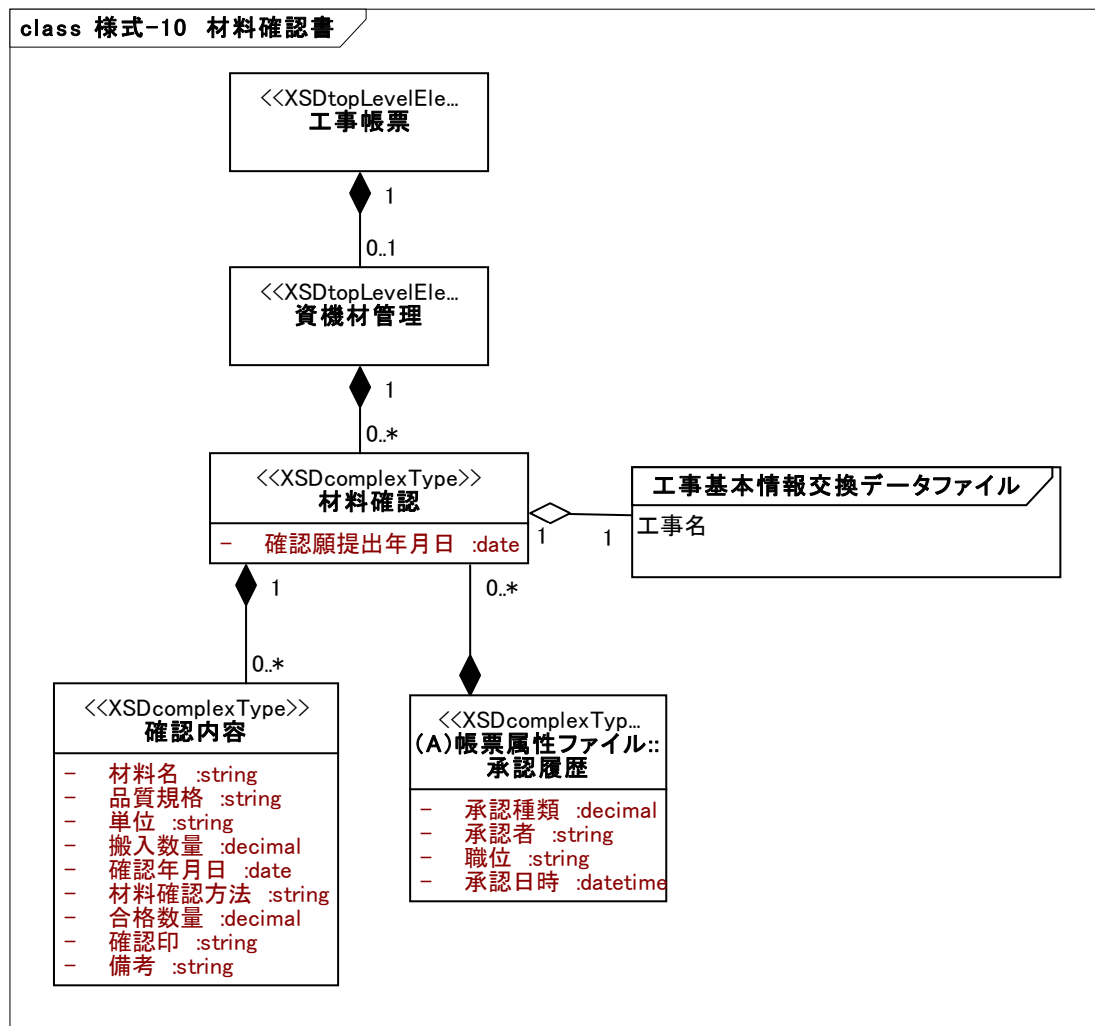 class 様式-10 材料確認書
<<XSDtopLevelEle...
工事帳票
1
0..1
<<XSDtopLevelEle...
資機材管理
1
0..*
<<XSDcomplexType>>
材料確認
- 確認願提出年月日 :date
1
1
工事基本情報交換データファイル
工事名
1
0..*
0..*
<<XSDcomplexType>>
確認内容
- 材料名 :string
- 品質規格 :string
- 単位 :string
- 搬入数量 :decimal
- 確認年月日 :date
- 材料確認方法 :string
- 合格数量 :decimal
- 確認印 :string
- 備考 :string
<<XSDcomplexTyp...
(A)帳票属性ファイル::
承認履歴
- 承認種類 :decimal
- 承認者 :string
- 職位 :string
- 承認日時 :datetime